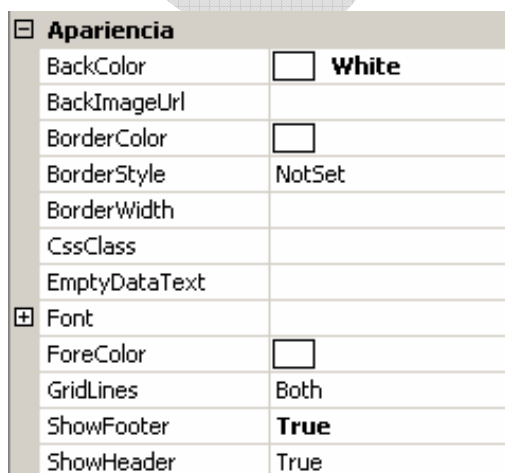 Apariencia
BackColor White
BackImageUrl
BorderColor
BorderStyle NotSet
BorderWidth
CssClass
EmptyDataText
Font
ForeColor
GridLines Both
ShowFooter True
ShowHeader True